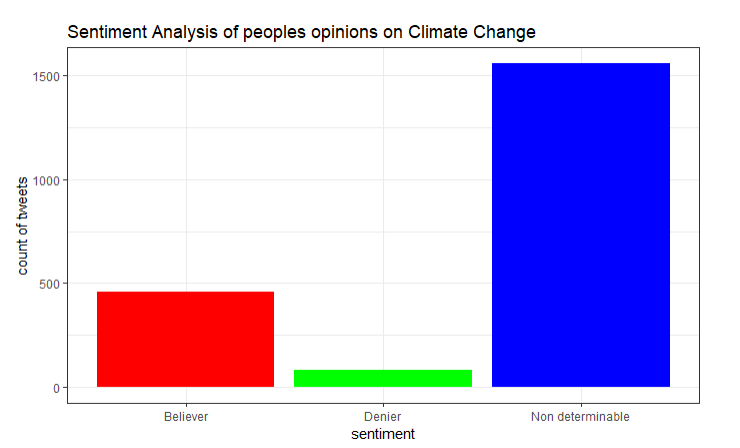 Sentiment Analysis of peoples opinions on Climate Change
count of tweets
1500
1000
500
0
Believer
Denier
Non determinable
sentiment